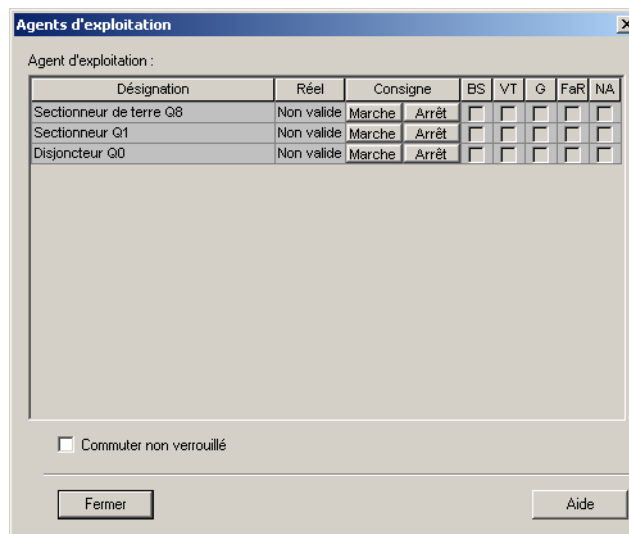 Agents d'exploitation
Agent d'exploitation :
Désignation Réel Consigne BS VT G FaR NA
Sectionneur de terre Q8 Non valide Marche Arrêt
Sectionneur Q1 Non valide Marche Arrêt
Disjoncteur Q0 Non valide Marche Arrêt
Commuter non verrouillé
Fermer Aide